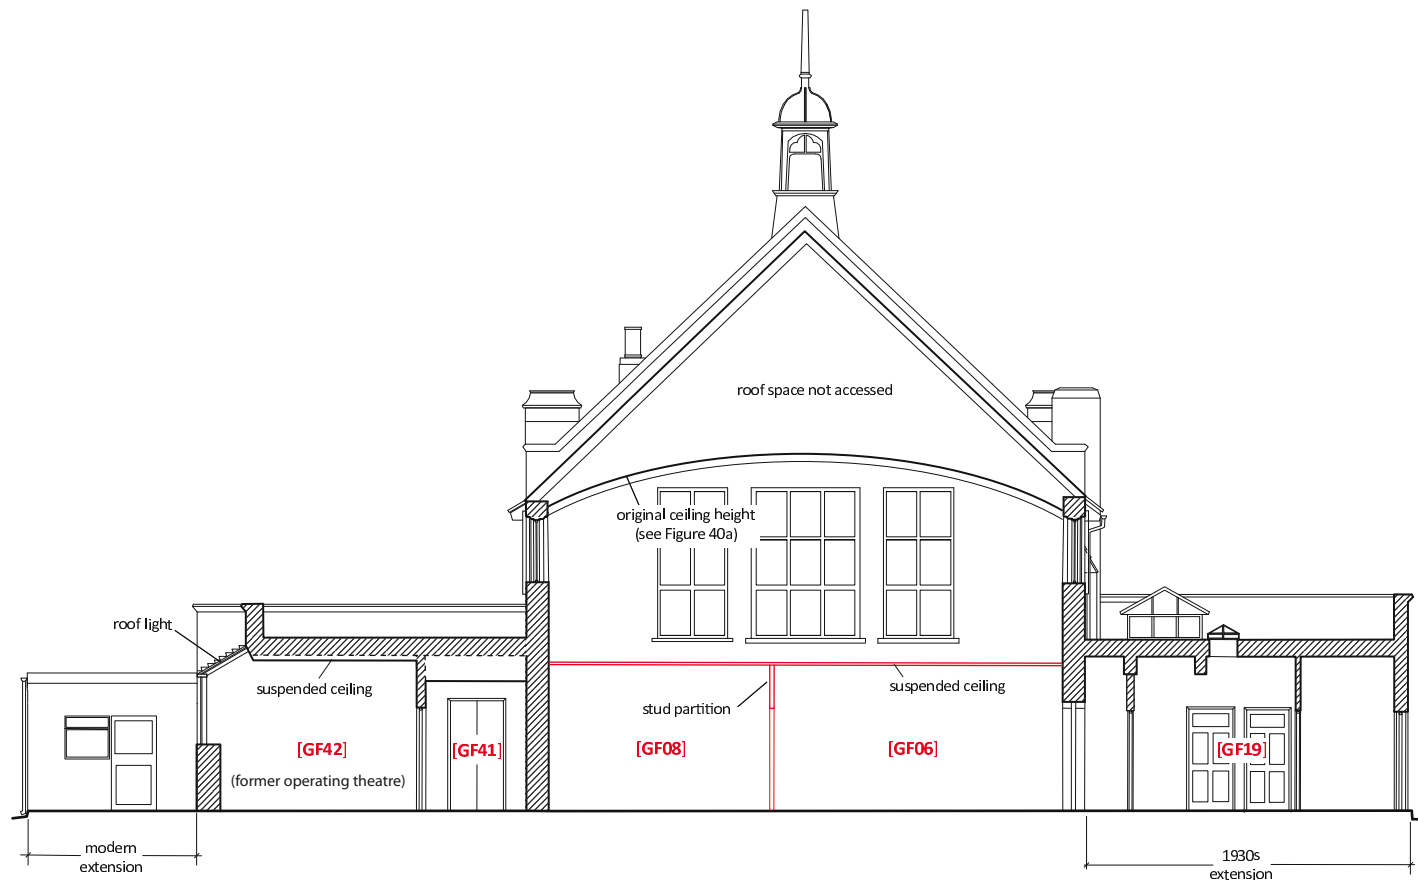 roof space not accessed
original ceiling height
(see Figure 40a)
roof light
suspended ceiling
suspended ceiling
stud partition
[GF42]
[GF41]
[GF08]
[GF06]
[GF19]
(former operating theatre)
modern
extension
1930s
extension